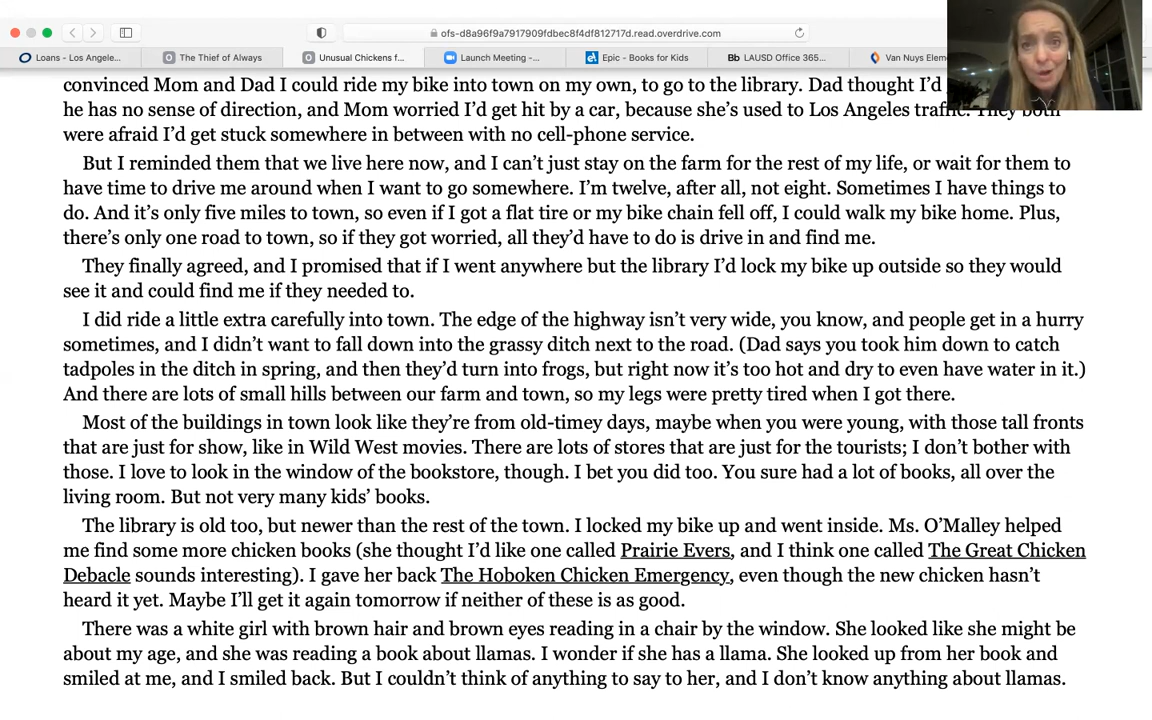 ofs-d8a96f9a7917909fdbec8f4df812717d.read.overdrive.com
Loans - Los Angele...
The Thief of Always
Unusual Chickens f...
Launch Meeting -...
Epic - Books for Kids
Bb LAUSD Office 365...
Van Nuys Elem
convinced Mom and Dad I could ride my bike into town on my own, to go to the library. Dad thought I’d
he has no sense of direction, and Mom worried I’d get hit by a car, because she’s used to Los Angeles traffic. They both
were afraid I’d get stuck somewhere in between with no cell-phone service.
But I reminded them that we live here now, and I can’t just stay on the farm for the rest of my life, or wait for them to
have time to drive me around when I want to go somewhere. I’m twelve, after all, not eight. Sometimes I have things to
do. And it’s only five miles to town, so even if I got a flat tire or my bike chain fell off, I could walk my bike home. Plus,
there’s only one road to town, so if they got worried, all they’d have to do is drive in and find me.
They finally agreed, and I promised that if I went anywhere but the library I’d lock my bike up outside so they would
see it and could find me if they needed to.
I did ride a little extra carefully into town. The edge of the highway isn’t very wide, you know, and people get in a hurry
sometimes, and I didn’t want to fall down into the grassy ditch next to the road. (Dad says you took him down to catch
tadpoles in the ditch in spring, and then they’d turn into frogs, but right now it’s too hot and dry to even have water in it.)
And there are lots of small hills between our farm and town, so my legs were pretty tired when I got there.
Most of the buildings in town look like they’re from old-timey days, maybe when you were young, with those tall fronts
that are just for show, like in Wild West movies. There are lots of stores that are just for the tourists; I don’t bother with
those. I love to look in the window of the bookstore, though. I bet you did too. You sure had a lot of books, all over the
living room. But not very many kids’ books.
The library is old too, but newer than the rest of the town. I locked my bike up and went inside. Ms. O’Malley helped
me find some more chicken books (she thought I’d like one called Prairie Evers, and I think one called The Great Chicken
Debacle sounds interesting). I gave her back The Hoboken Chicken Emergency, even though the new chicken hasn’t
heard it yet. Maybe I’ll get it again tomorrow if neither of these is as good.
There was a white girl with brown hair and brown eyes reading in a chair by the window. She looked like she might be
about my age, and she was reading a book about llamas. I wonder if she has a llama. She looked up from her book and
smiled at me, and I smiled back. But I couldn’t think of anything to say to her, and I don’t know anything about llamas.